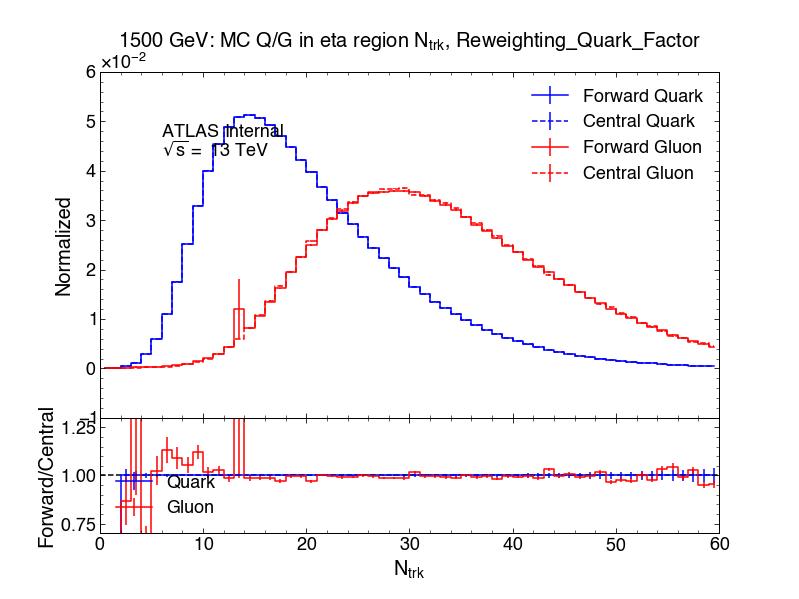 1500 GeV: MC Q/G in eta region N_trk, Reweighting_Quark_Factor
×10⁻²
6
5
4
3
2
1
0
−1
Normalized
ATLAS Internal
√s = 13 TeV
Forward Quark
Central Quark
Forward Gluon
Central Gluon
1.25
1.00
0.75
Forward/Central
Quark
Gluon
0 10 20 30 40 50 60
N_trk